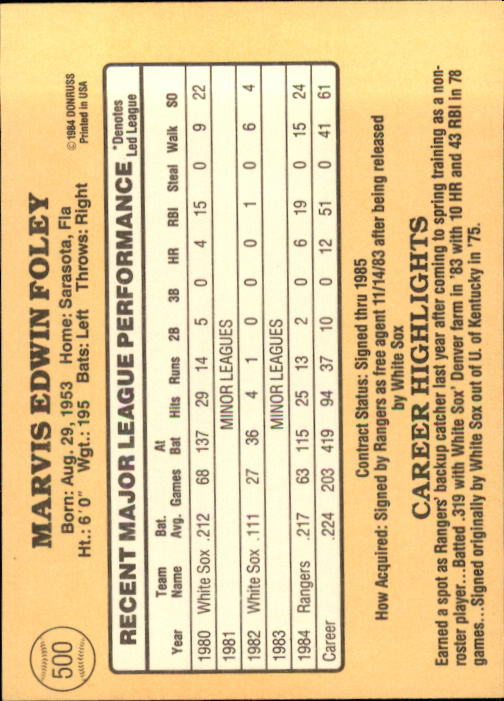 500
MARVIS EDWIN FOLEY
Born: Aug. 29, 1953 Home: Sarasota, Fla
Ht.: 6'0" Wgt.: 195 Bats: Left Throws: Right
©1984 DONRUSS
Printed in USA
RECENT MAJOR LEAGUE PERFORMANCE *Denotes Led League
Year Team Name Bat. Avg. Games At Bat Hits Runs 2B 3B HR RBI Steal Walk SO
1980 White Sox .212 68 137 29 14 5 0 4 15 0 9 22
1981 MINOR LEAGUES
1982 White Sox .111 27 36 4 1 0 0 0 1 0 6 4
1983 MINOR LEAGUES
1984 Rangers .217 63 115 25 13 2 0 6 19 0 15 24
Career .224 203 419 94 37 10 0 12 51 0 41 61
Contract Status: Signed thru 1985
How Acquired: Signed by Rangers as free agent 11/14/83 after being released
by White Sox
CAREER HIGHLIGHTS
Earned a spot as Rangers' backup catcher last year after coming to spring training as a non-
roster player...Batted .319 with White Sox' Denver farm in '83 with 10 HR and 43 RBI in 78
games...Signed originally by White Sox out of U. of Kentucky in '75.